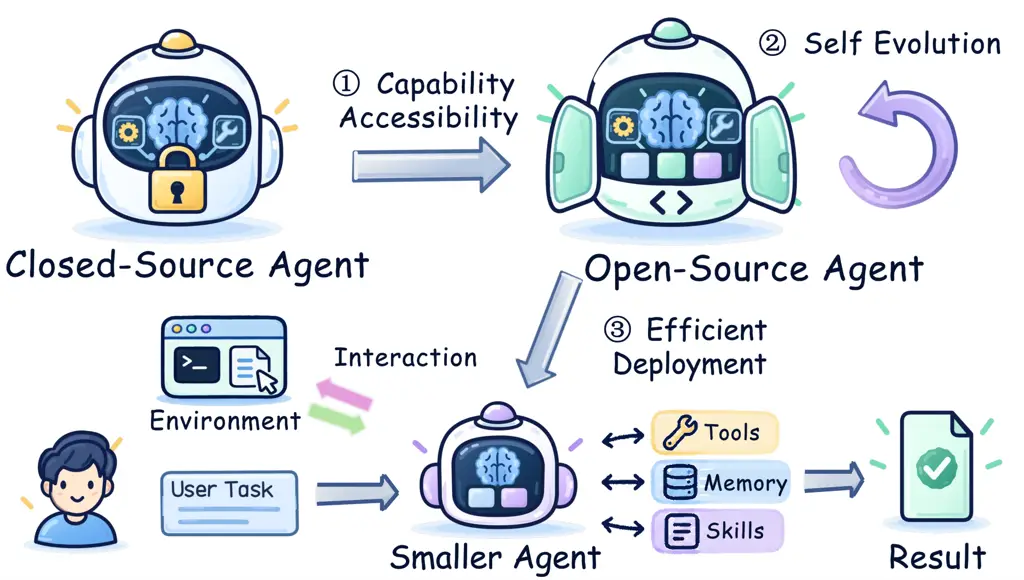 ① Capability
Accessibility
② Self Evolution
Closed-Source Agent
Open-Source Agent
③ Efficient
Deployment
Interaction
Environment
User Task
Tools
Memory
Skills
Smaller Agent
Result